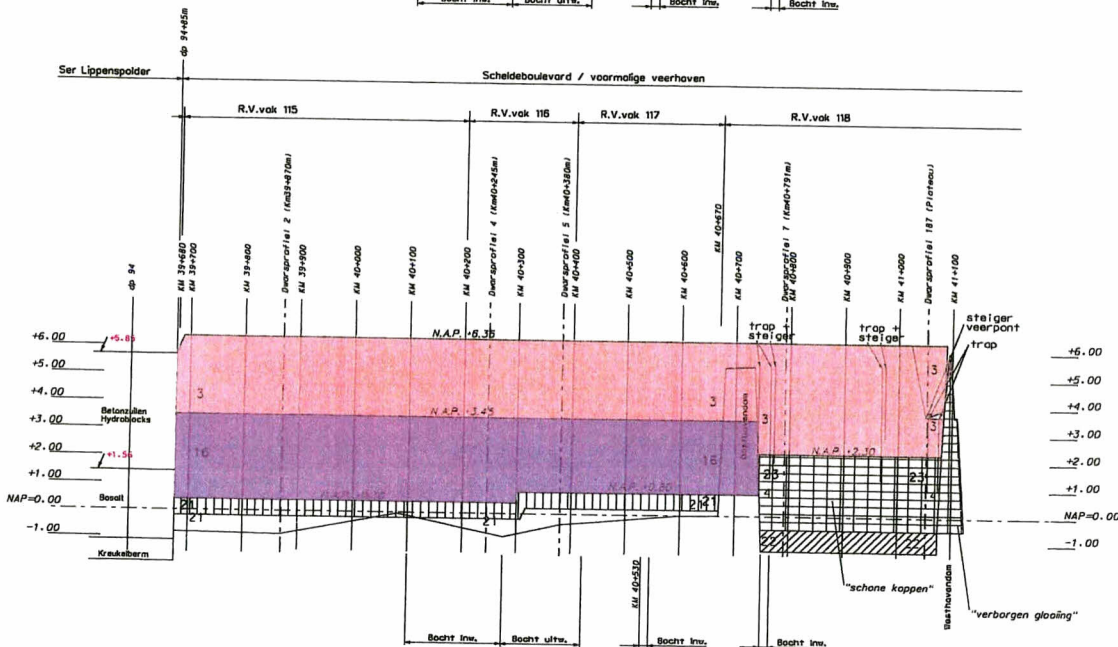 Bocht inw. Bocht uitw. Bocht inw. Bocht inw.
dp 94+85m
Ser Lippenspolder Scheldeboulevard / voormalige veerhaven
R.V.vak 115 R.V.vak 116 R.V.vak 117 R.V.vak 118
dp 94
KM 39+680
KM 39+700
KM 39+800
Dwarsprofiel 2 (Km39+870m)
KM 39+900
KM 40+000
KM 40+100
KM 40+200
Dwarsprofiel 4 (Km40+245m)
KM 40+300
Dwarsprofiel 5 (Km40+380m)
KM 40+400
KM 40+500
KM 40+600
KM 40+670
KM 40+700
Dwarsprofiel 7 (Km40+791m)
KM 40+800
KM 40+900
KM 41+000
Dwarsprofiel 187 (Plateau)
KM 41+100
trap + steiger
trap + steiger
steiger veerpont
trap
+6.00 +5.85 N.A.P. +6.35 +6.00
+5.00 3 3 +5.00
+4.00 3 3 +4.00
Betonzuilen
Hydroblocks
+3.00 N.A.P. +3.45 3 +3.00
+2.00 16 16 N.A.P. +2.30 +2.00
+1.56
+1.00 23 23 +1.00
Basalt N.A.P. +0.80 4 4
NAP=0.00 21 21 21 NAP=0.00
-1.00 21 21 -1.00
Kreukelberm 22 22
KM 40+530
"schone koppen"
Westhavendam
"verborgen glooiing"
Bocht inw. Bocht uitw. Bocht inw. Bocht inw.